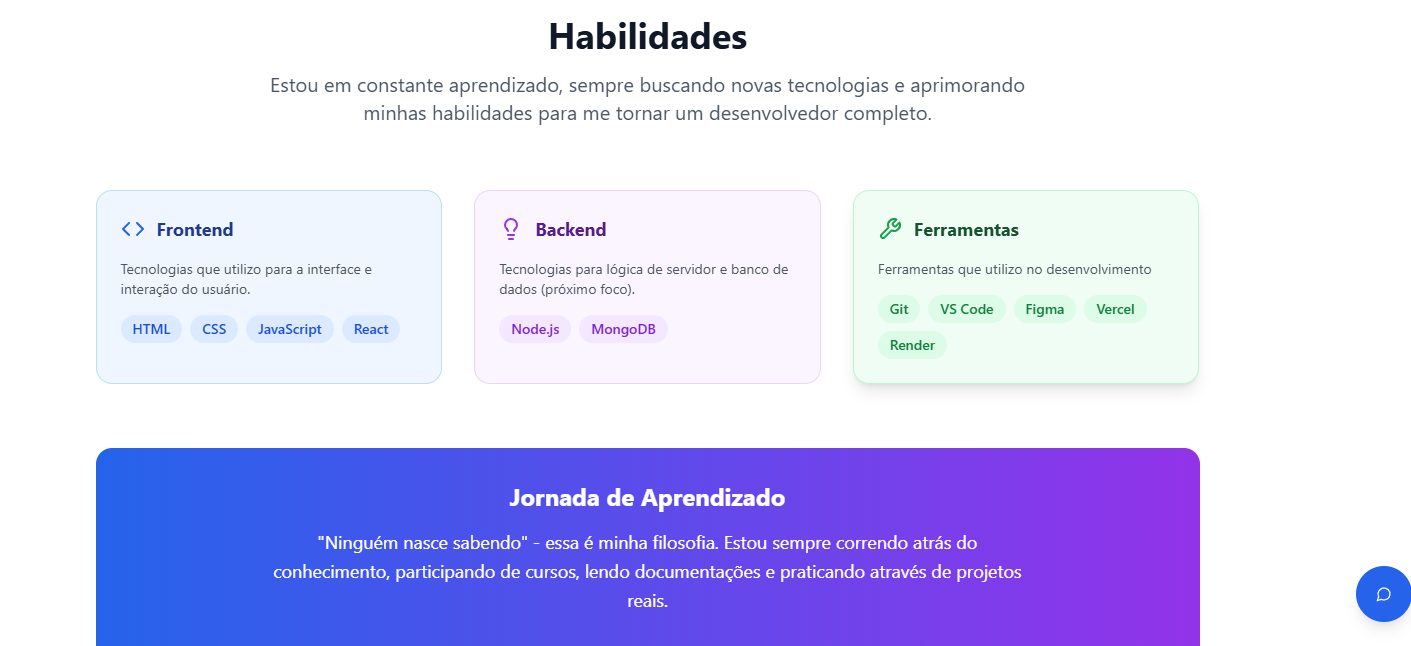 Habilidades
Estou em constante aprendizado, sempre buscando novas tecnologias e aprimorando
minhas habilidades para me tornar um desenvolvedor completo.
Frontend
Tecnologias que utilizo para a interface e
interação do usuário.
HTML CSS JavaScript React
Backend
Tecnologias para lógica de servidor e banco de
dados (próximo foco).
Node.js MongoDB
Ferramentas
Ferramentas que utilizo no desenvolvimento
Git VS Code Figma Vercel
Render
Jornada de Aprendizado
"Ninguém nasce sabendo" - essa é minha filosofia. Estou sempre correndo atrás do
conhecimento, participando de cursos, lendo documentações e praticando através de projetos
reais.